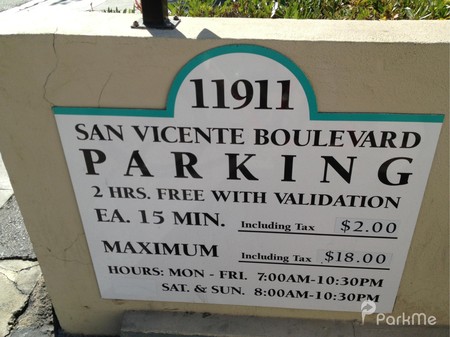 11911
SAN VICENTE BOULEVARD
PARKING
2 HRS. FREE WITH VALIDATION
EA. 15 MIN. Including Tax $2.00
MAXIMUM Including Tax $18.00
HOURS: MON - FRI. 7:00AM-10:30PM
SAT. & SUN. 8:00AM-10:30PM
ParkMe